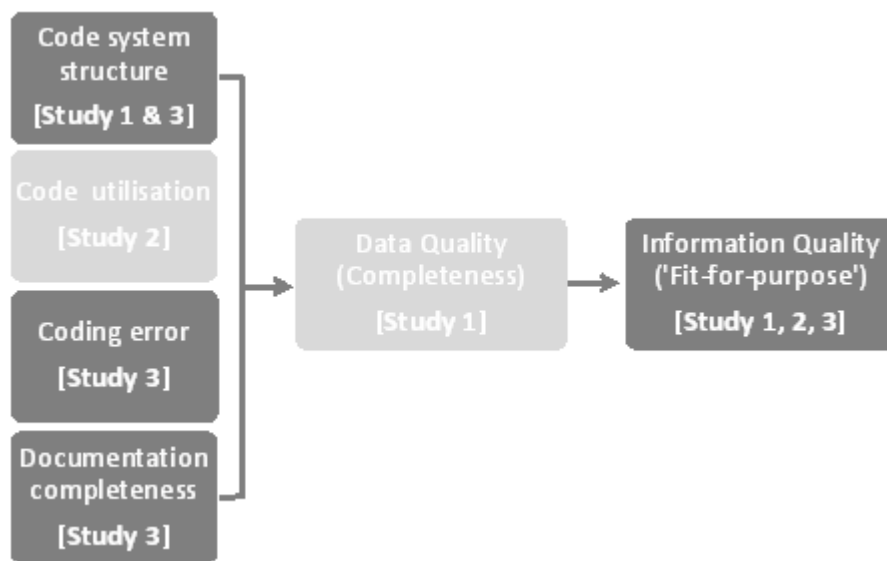 Code system
structure
[Study 1 & 3]
Code utilisation
[Study 2]
Coding error
[Study 3]
Documentation
completeness
[Study 3]
Data Quality
(Completeness)
[Study 1]
Information Quality
('Fit-for-purpose')
[Study 1, 2, 3]